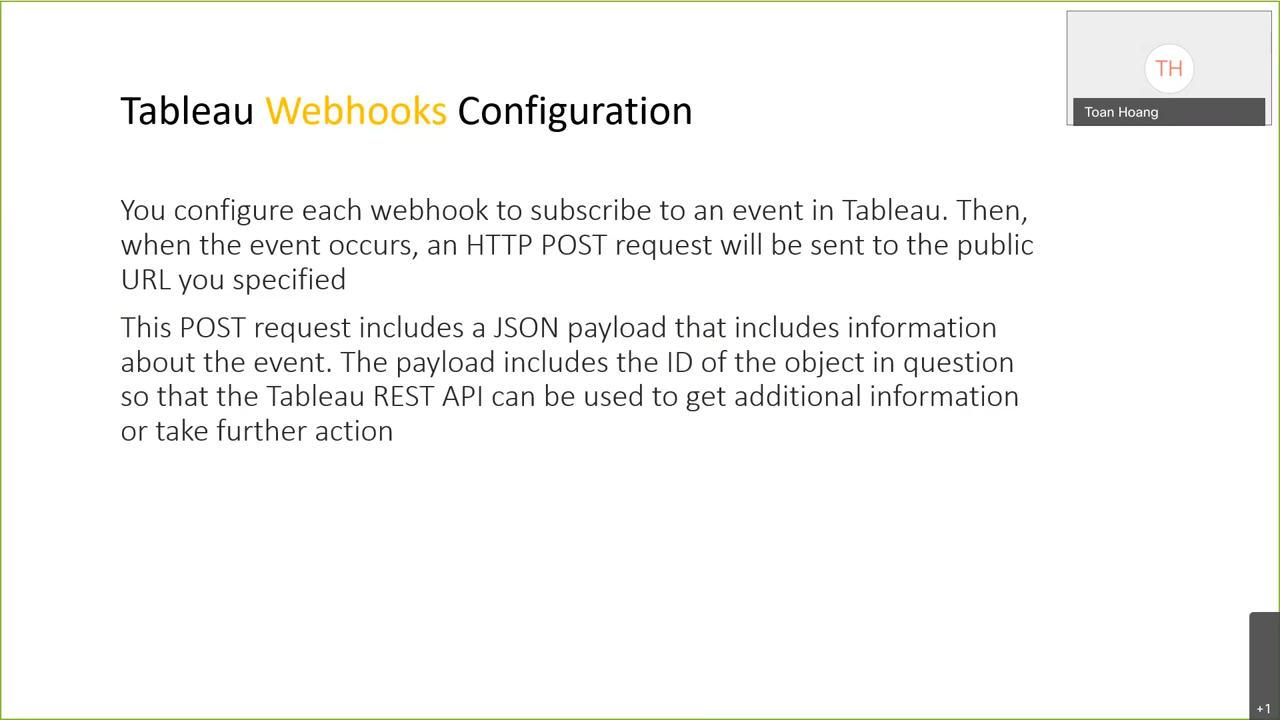 TH
Toan Hoang
Tableau Webhooks Configuration
You configure each webhook to subscribe to an event in Tableau. Then,
when the event occurs, an HTTP POST request will be sent to the public
URL you specified
This POST request includes a JSON payload that includes information
about the event. The payload includes the ID of the object in question
so that the Tableau REST API can be used to get additional information
or take further action
+1